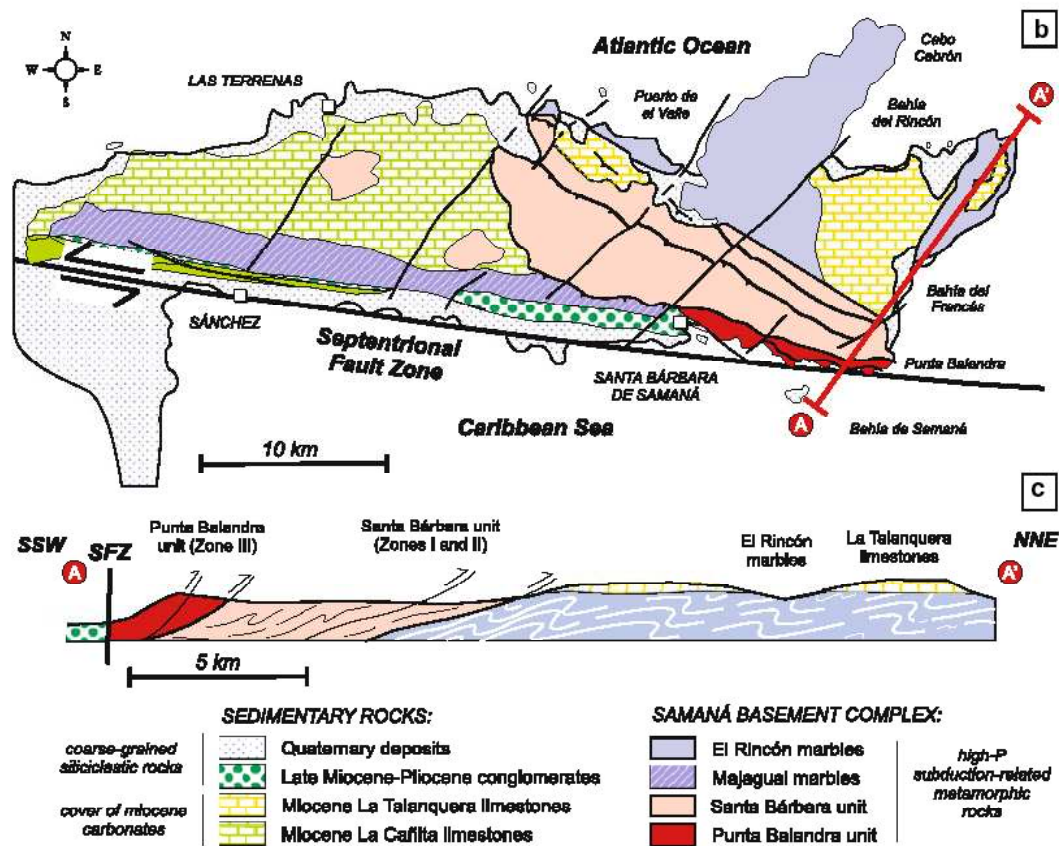 b
N
W E
S
Atlantic Ocean
Cabo
Cabrón
LAS TERRENAS
Puerto de
el Valle
Bahía
del Rincón
A'
SÁNCHEZ
Septentrional
Fault Zone
Bahía del
Francés
Punta Balandra
SANTA BÁRBARA
DE SAMANÁ
A
Bahía de Samaná
Caribbean Sea
10 km
c
SSW
A
SFZ
Punta Balandra
unit (Zone III)
Santa Bárbara unit
(Zones I and II)
El Rincón
marbles
La Talanquera
limestones
NNE
A'
5 km
SEDIMENTARY ROCKS:
coarse-grained
siliciclastic rocks
Quaternary deposits
Late Miocene-Pliocene conglomerates
cover of miocene
carbonates
Miocene La Talanquera limestones
Miocene La Cañita limestones
SAMANÁ BASEMENT COMPLEX:
El Rincón marbles
Majagual marbles
Santa Bárbara unit
Punta Balandra unit
high-P
subduction-related
metamorphic
rocks